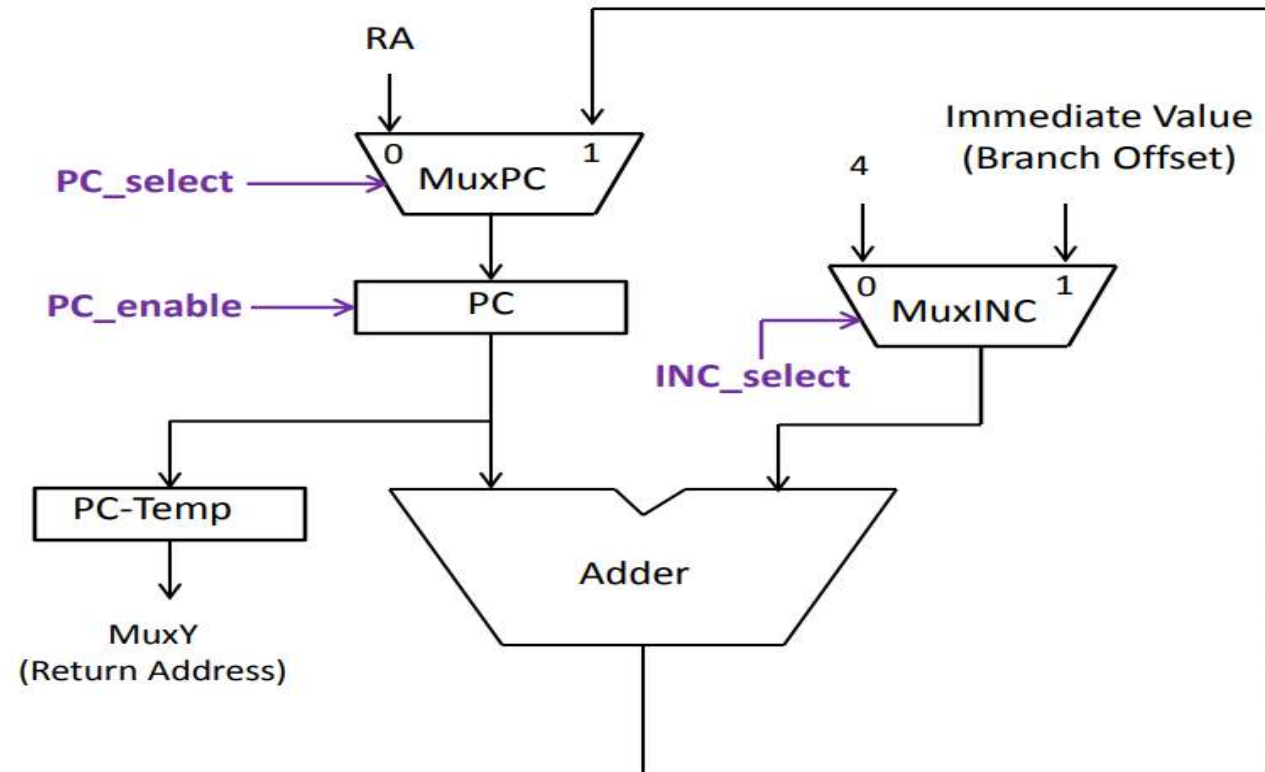 RA
Immediate Value
(Branch Offset)
0
1
4
PC_select
MuxPC
0
1
PC_enable
PC
MuxINC
INC_select
PC-Temp
Adder
MuxY
(Return Address)